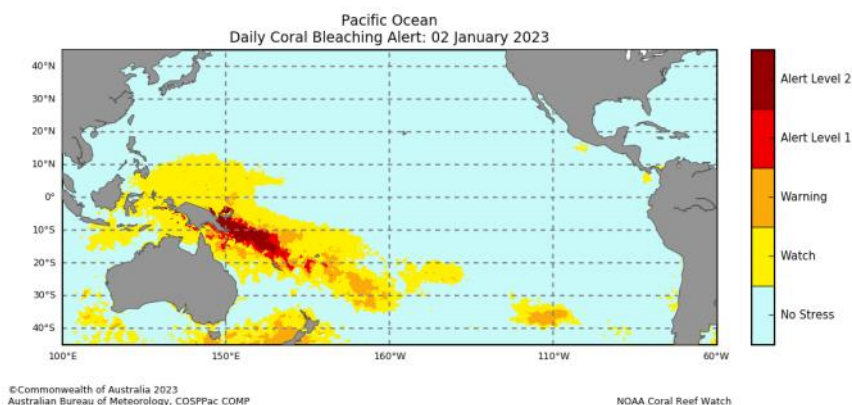 Pacific Ocean
Daily Coral Bleaching Alert: 02 January 2023
40°N
30°N
20°N
10°N
0°
10°S
20°S
30°S
40°S
100°E
150°E
160°W
110°W
60°W
Alert Level 2
Alert Level 1
Warning
Watch
No Stress
©Commonwealth of Australia 2023
Australian Bureau of Meteorology, COSPPac COMP
NOAA Coral Reef Watch